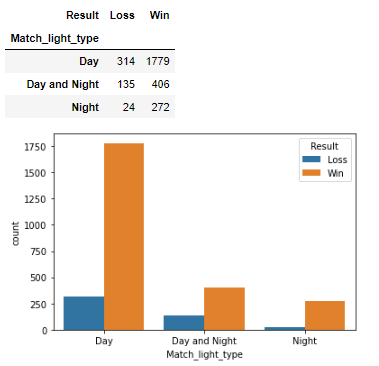 Result Loss Win
Match_light_type
Day 314 1779
Day and Night 135 406
Night 24 272
Result
Loss
Win
1750
1500
1250
1000
750
500
250
0
count
Day Day and Night Night
Match_light_type